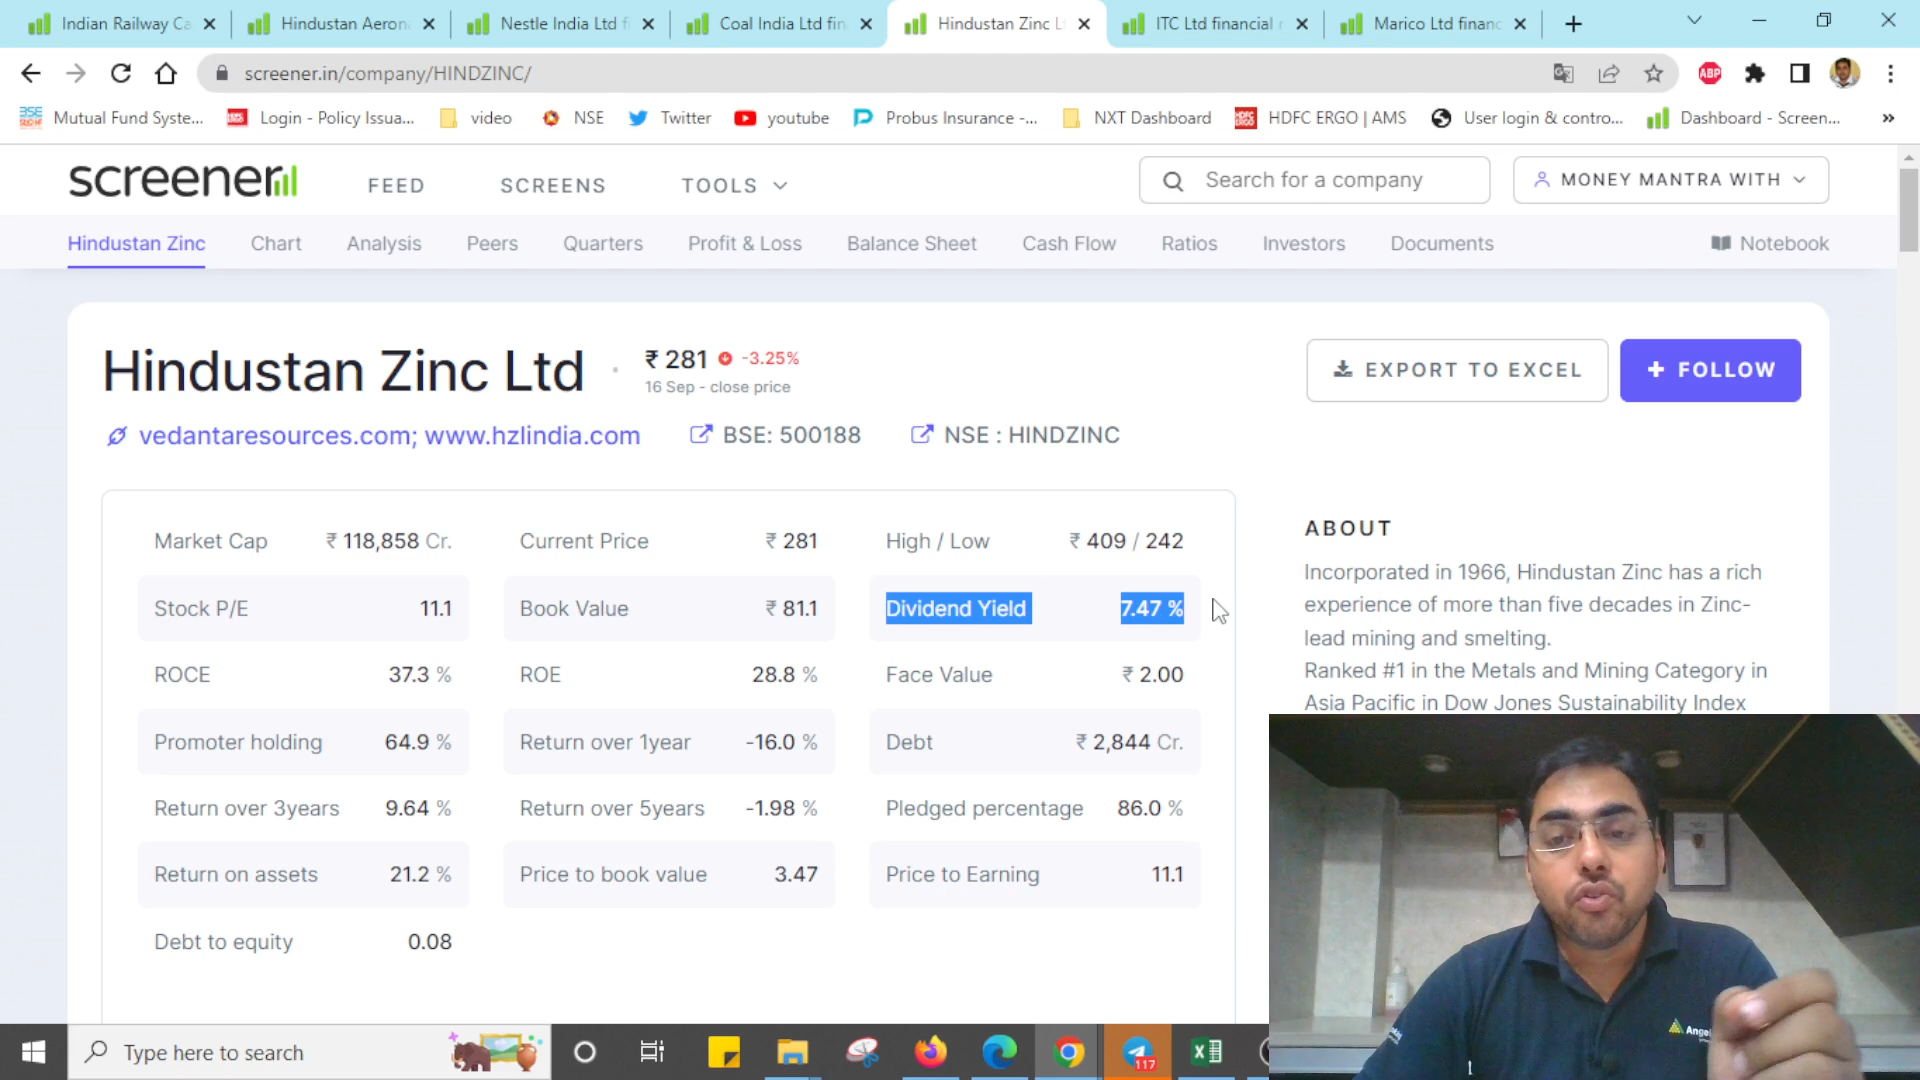 Indian Railway Ca
Hindustan Aeron
Nestle India Ltd fi
Coal India Ltd fin
Hindustan Zinc L
ITC Ltd financial r
Marico Ltd financ
screener.in/company/HINDZINC/
ABP
Mutual Fund Syste...
Login - Policy Issua...
video
NSE
Twitter
youtube
Probus Insurance -...
NXT Dashboard
HDFC ERGO | AMS
User login & contro...
Dashboard - Screen...
screener
FEED
SCREENS
TOOLS
Search for a company
MONEY MANTRA WITH
Hindustan Zinc
Chart
Analysis
Peers
Quarters
Profit & Loss
Balance Sheet
Cash Flow
Ratios
Investors
Documents
Notebook
Hindustan Zinc Ltd
₹ 281 -3.25%
16 Sep - close price
EXPORT TO EXCEL
+ FOLLOW
vedantaresources.com; www.hzlindia.com
BSE: 500188
NSE : HINDZINC
Market Cap ₹ 118,858 Cr.
Current Price ₹ 281
High / Low ₹ 409 / 242
Stock P/E 11.1
Book Value ₹ 81.1
Dividend Yield 7.47 %
ROCE 37.3 %
ROE 28.8 %
Face Value ₹ 2.00
Promoter holding 64.9 %
Return over 1year -16.0 %
Debt ₹ 2,844 Cr.
Return over 3years 9.64 %
Return over 5years -1.98 %
Pledged percentage 86.0 %
Return on assets 21.2 %
Price to book value 3.47
Price to Earning 11.1
Debt to equity 0.08
ABOUT
Incorporated in 1966, Hindustan Zinc has a rich
experience of more than five decades in Zinc-
lead mining and smelting.
Ranked #1 in the Metals and Mining Category in
Asia Pacific in Dow Jones Sustainability Index
Type here to search
117